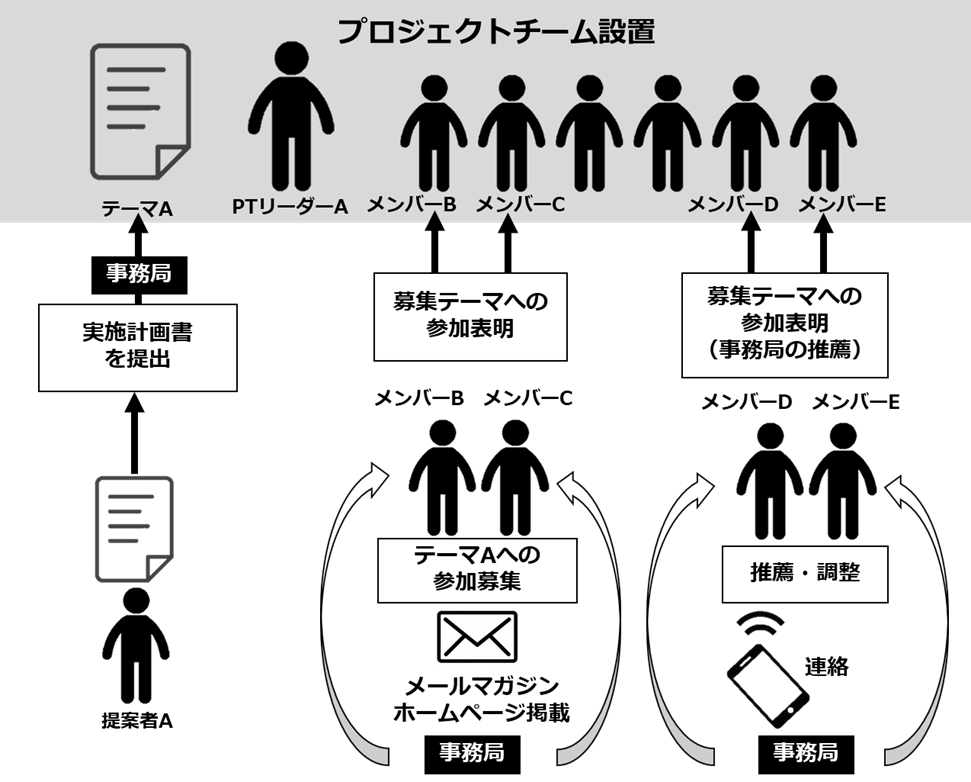 プロジェクトチーム設置
テーマA
PTリーダーA
メンバーB
メンバーC
メンバーD
メンバーE
事務局
実施計画書
を提出
提案者A
募集テーマへの
参加表明
メンバーB
メンバーC
テーマAへの
参加募集
メールマガジン
ホームページ掲載
事務局
募集テーマへの
参加表明
（事務局の推薦）
メンバーD
メンバーE
推薦・調整
連絡
事務局